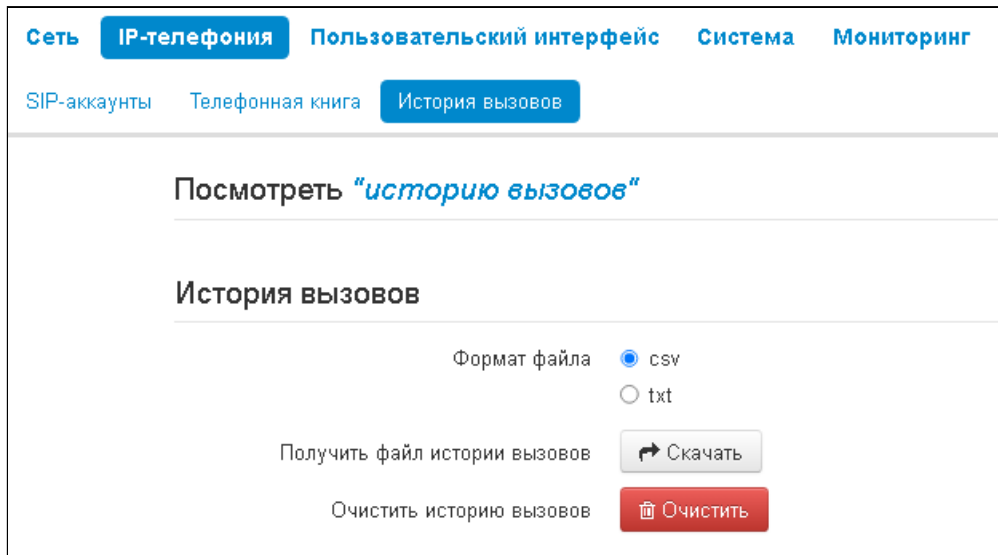 Сеть IP-телефония Пользовательский интерфейс Система Мониторинг
SIP-аккаунты Телефонная книга История вызовов
Посмотреть "историю вызовов"
История вызовов
Формат файла csv
txt
Получить файл истории вызовов Скачать
Очистить историю вызовов Очистить